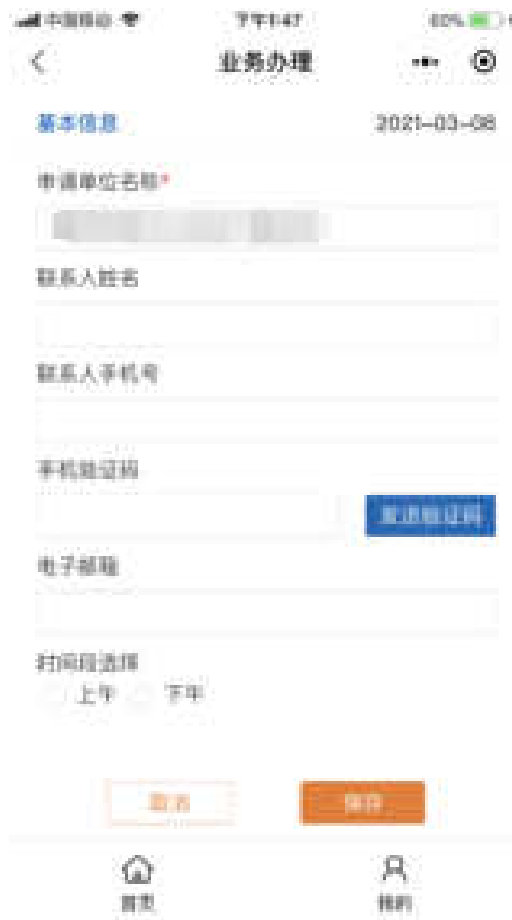 中国移动 下午1:47 60%
业务办理
基本信息 2021-03-08
申请单位名称*
联系人姓名
联系人手机号
手机验证码
发送验证码
电子邮箱
时间段选择
上午 下午
取消 保存
首页 我的